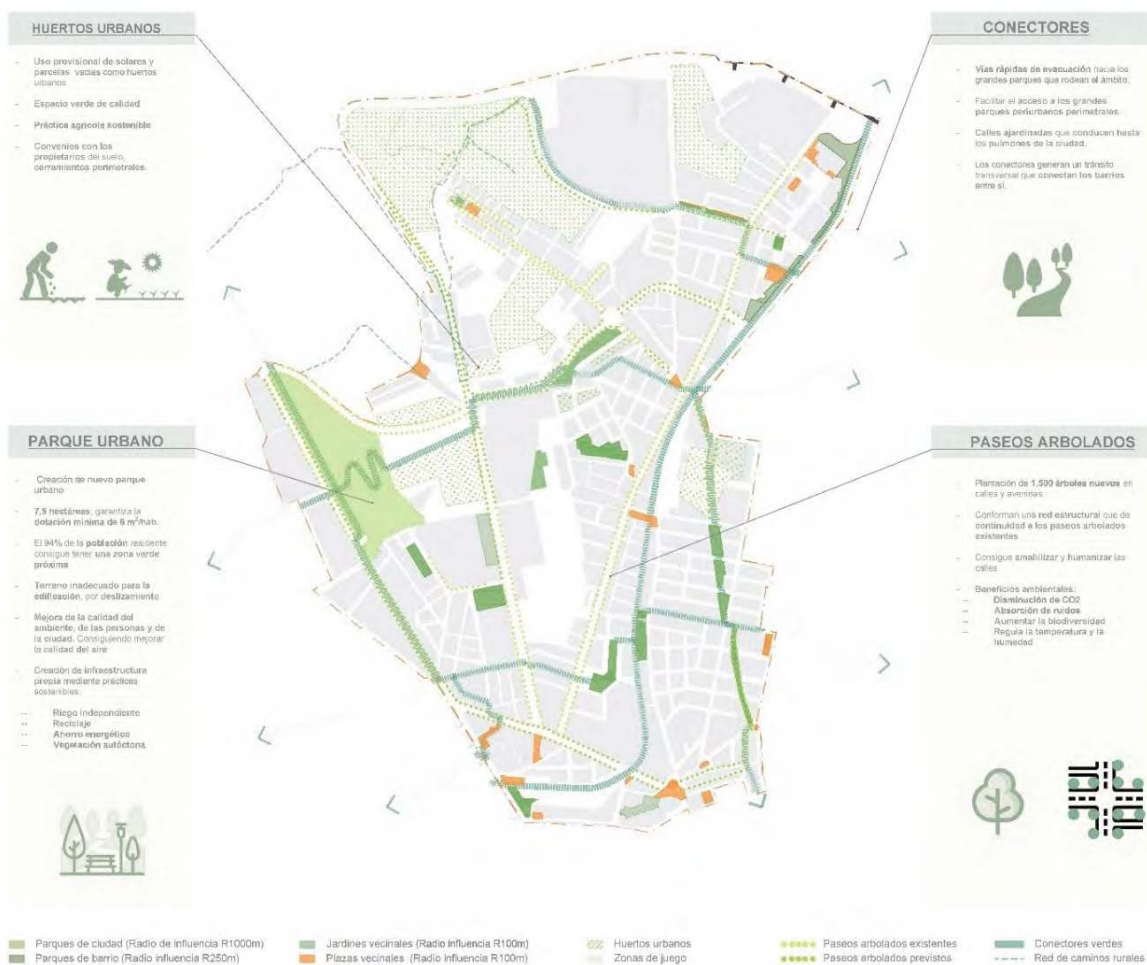 HUERTOS URBANOS
- Uso provisional de solares y
parcelas vacías como huertos
urbanos
- Espacio verde de calidad
- Práctica agrícola sostenible
- Convenios con los
propietarios del suelo,
cerramientos perimetrales.
CONECTORES
- Vías rápidas de evacuación hacia los
grandes parques que rodean el ámbito.
- Facilitar el acceso a los grandes
parques periurbanos perimetrales.
- Calles ajardinadas que conducen hasta
los pulmones de la ciudad.
- Los conectores generan un tránsito
transversal que conectan los barrios
entre sí.
PARQUE URBANO
- Creación de nuevo parque
urbano
- 7,5 hectáreas, garantiza la
dotación mínima de 6 m²/hab.
- El 94% de la población residente
consigue tener una zona verde
próxima
- Terreno inadecuado para la
edificación, por deslizamiento
- Mejora de la calidad del
ambiente, de las personas y de
la ciudad. Consiguiendo mejorar
la calidad del aire
- Creación de infraestructura
propia mediante prácticas
sostenibles:
-- Riego independiente
-- Reciclaje
-- Ahorro energético
-- Vegetación autóctona
PASEOS ARBOLADOS
- Plantación de 1.500 árboles nuevos en
calles y avenidas
- Conforman una red estructural que da
continuidad a los paseos arbolados
existentes
- Consigue amabilizar y humanizar las
calles
- Beneficios ambientales:
-- Disminución de CO2
-- Absorción de ruidos
-- Aumentar la biodiversidad
-- Regula la temperatura y la
humedad
Parques de ciudad (Radio de Influencia R1000m)
Parques de barrio (Radio influencia R250m)
Jardines vecinales (Radio influencia R100m)
Plazas vecinales (Radio influencia R100m)
Huertos urbanos
Zonas de juego
Paseos arbolados existentes
Paseos arbolados previstos
Conectores verdes
Red de caminos rurales